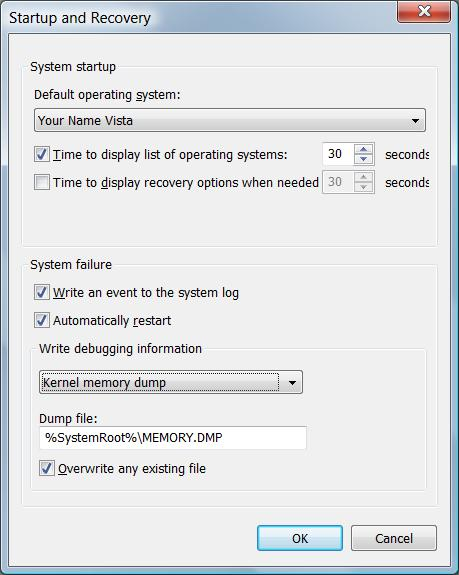 Startup and Recovery
System startup
Default operating system:
Your Name Vista
Time to display list of operating systems: 30 seconds
Time to display recovery options when needed 30 seconds
System failure
Write an event to the system log
Automatically restart
Write debugging information
Kernel memory dump
Dump file:
%SystemRoot%\MEMORY.DMP
Overwrite any existing file
OK Cancel